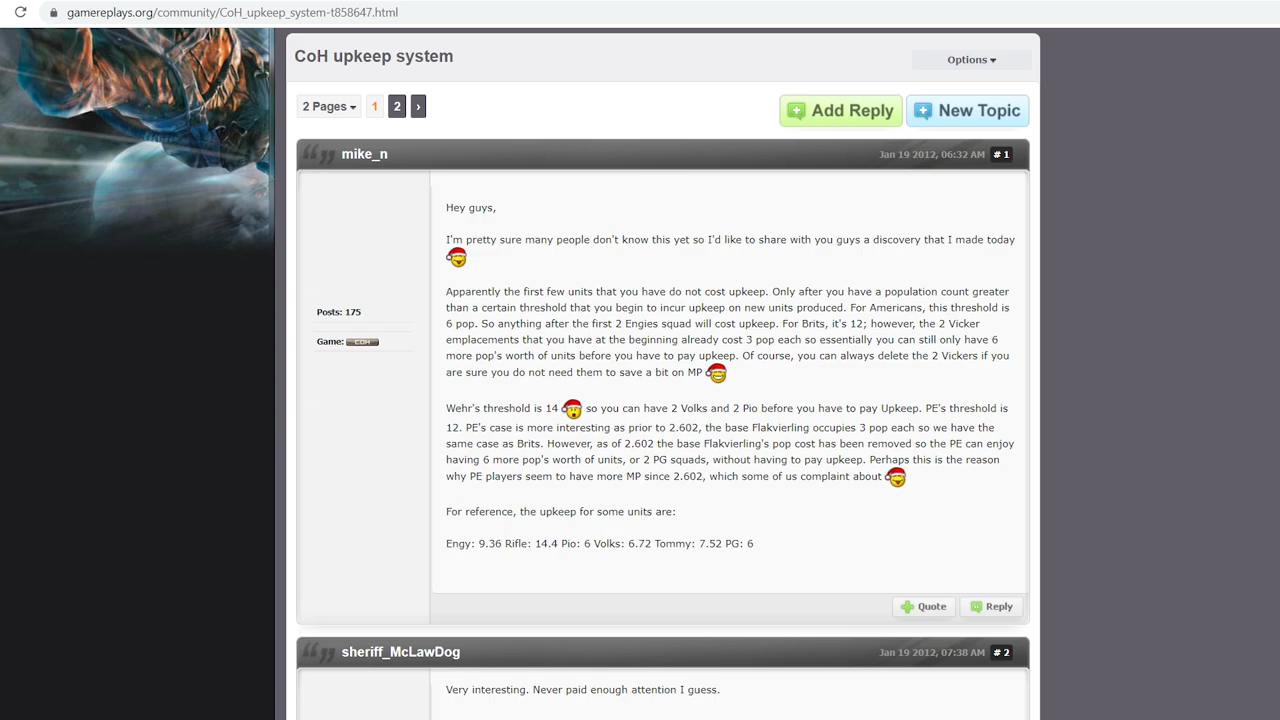 gamereplays.org/community/CoH_upkeep_system-t858647.html
CoH upkeep system
Options
2 Pages 1 2 ›
Add Reply New Topic
mike_n Jan 19 2012, 06:32 AM # 1
Hey guys,
I'm pretty sure many people don't know this yet so I'd like to share with you guys a discovery that I made today
Apparently the first few units that you have do not cost upkeep. Only after you have a population count greater
than a certain threshold that you begin to incur upkeep on new units produced. For Americans, this threshold is
6 pop. So anything after the first 2 Engies squad will cost upkeep. For Brits, it's 12; however, the 2 Vicker
emplacements that you have at the beginning already cost 3 pop each so essentially you can still only have 6
more pop's worth of units before you have to pay upkeep. Of course, you can always delete the 2 Vickers if you
are sure you do not need them to save a bit on MP
Posts: 175
Game: COH
Wehr's threshold is 14 so you can have 2 Volks and 2 Pio before you have to pay Upkeep. PE's threshold is
12. PE's case is more interesting as prior to 2.602, the base Flakvierling occupies 3 pop each so we have the
same case as Brits. However, as of 2.602 the base Flakvierling's pop cost has been removed so the PE can enjoy
having 6 more pop's worth of units, or 2 PG squads, without having to pay upkeep. Perhaps this is the reason
why PE players seem to have more MP since 2.602, which some of us complaint about
For reference, the upkeep for some units are:
Engy: 9.36 Rifle: 14.4 Pio: 6 Volks: 6.72 Tommy: 7.52 PG: 6
Quote Reply
sheriff_McLawDog Jan 19 2012, 07:38 AM # 2
Very interesting. Never paid enough attention I guess.